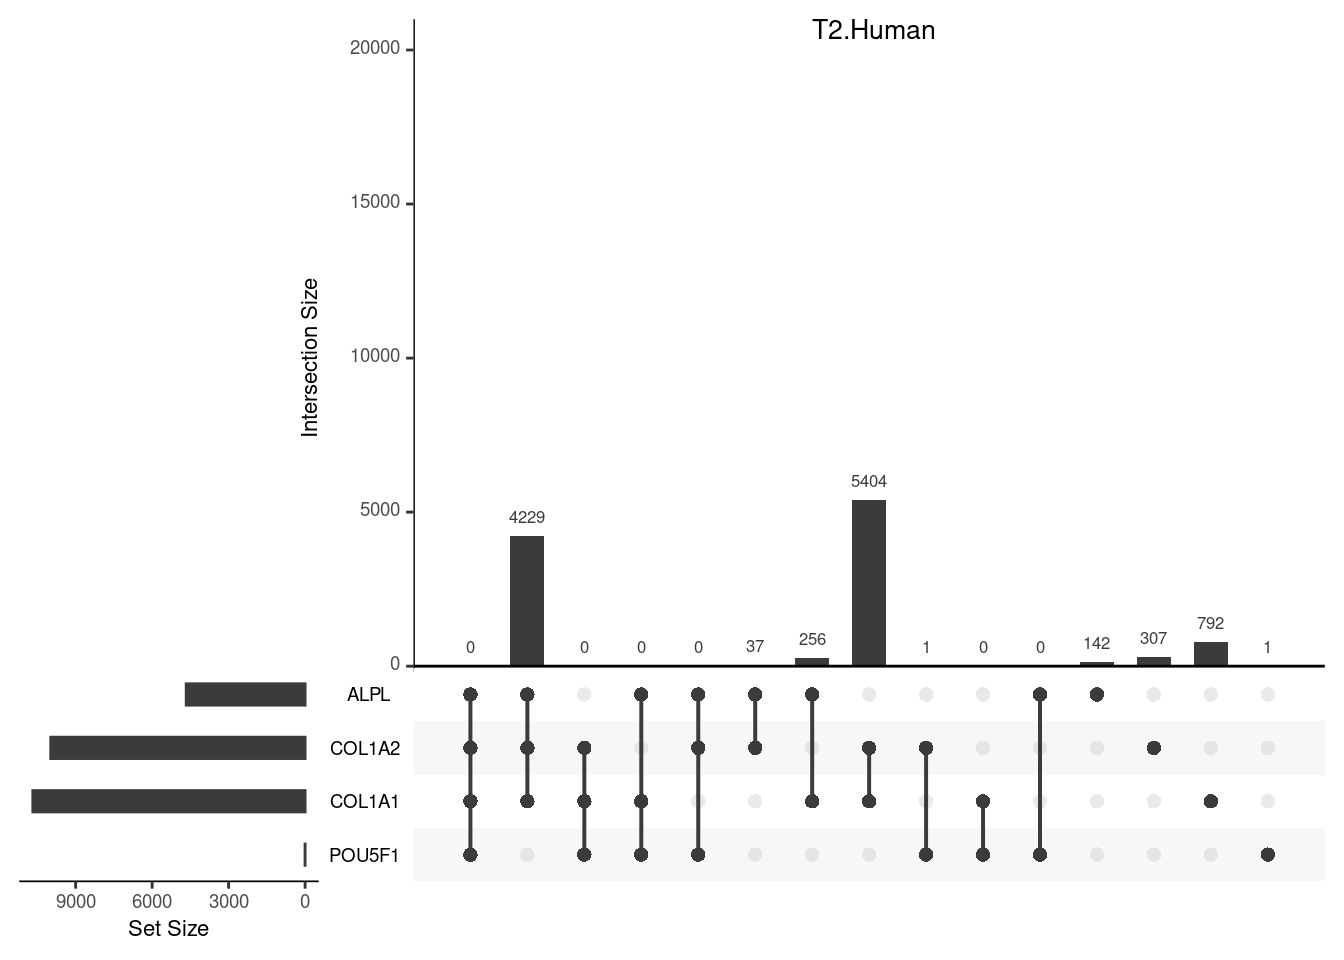 T2.Human
20000
15000
10000
5000
0
Intersection Size
0 4229 0 0 0 37 256 5404 1 0 0 142 307 792 1
ALPL
COL1A2
COL1A1
POU5F1
9000 6000 3000 0
Set Size